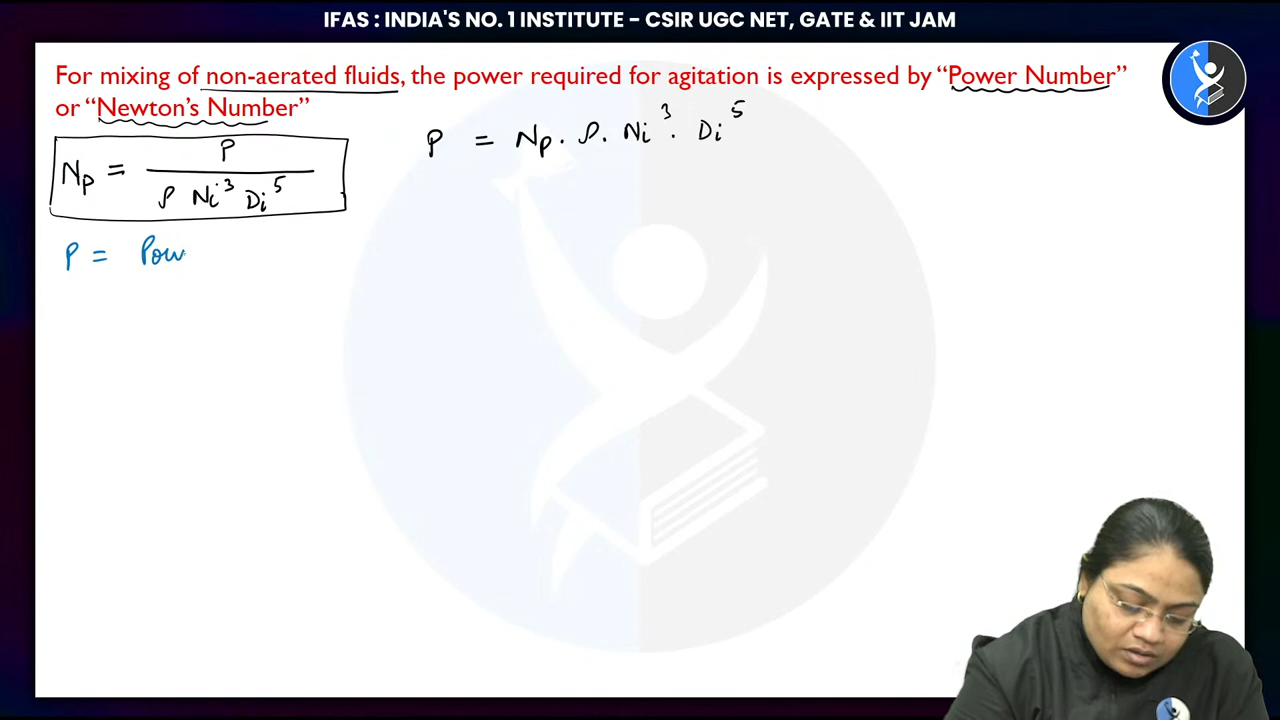 IFAS : INDIA'S NO. 1 INSTITUTE - CSIR UGC NET, GATE & IIT JAM
For mixing of non-aerated fluids, the power required for agitation is expressed by “Power Number”
or “Newton’s Number”
P = Np . ρ . Ni³ . Di⁵
Np = P / ρ Ni³ Di⁵
P = Pow